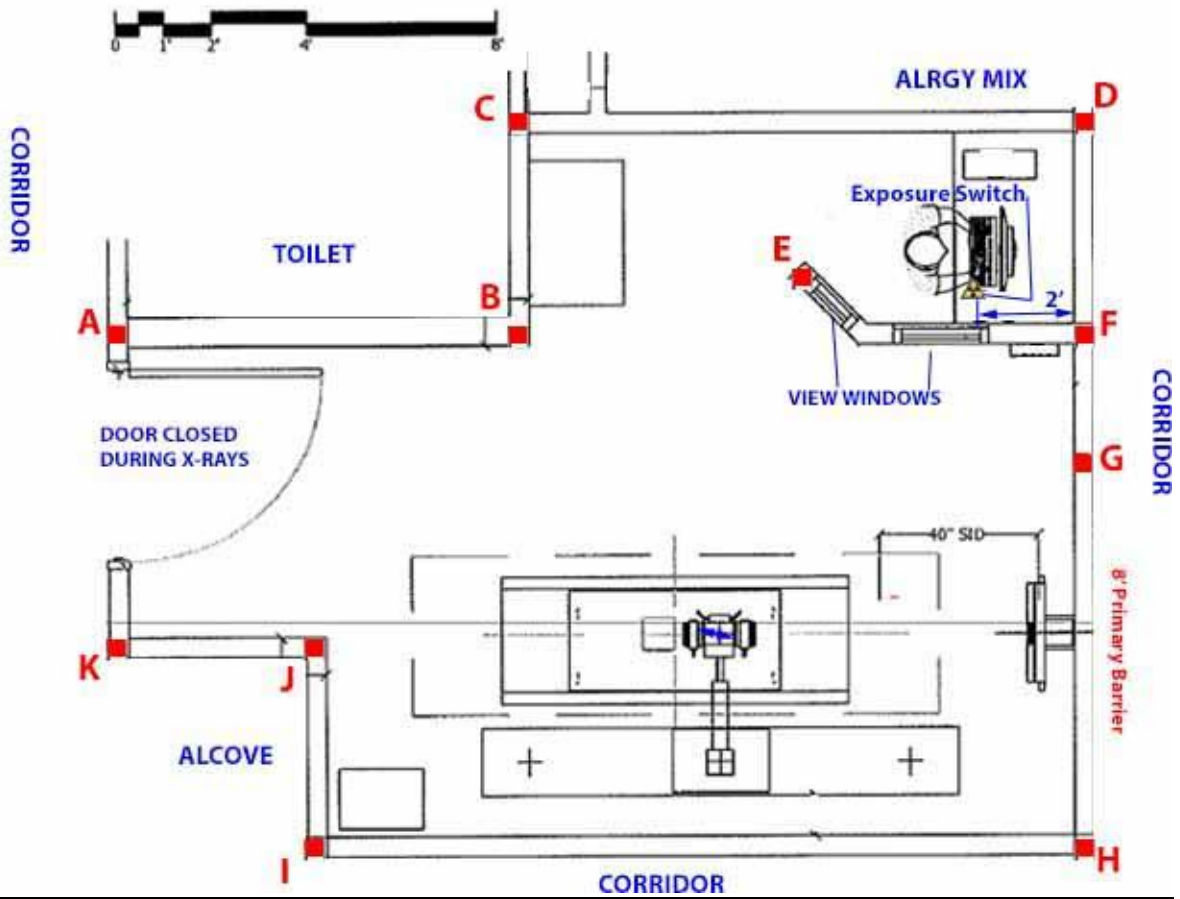 0 1' 2' 4' 8'
ALRGY MIX
C
D
CORRIDOR
Exposure Switch
TOILET
E
B
2'
A
F
VIEW WINDOWS
CORRIDOR
DOOR CLOSED
DURING X-RAYS
G
40" SID
8' Primary Barrier
K
J
ALCOVE
I
H
CORRIDOR